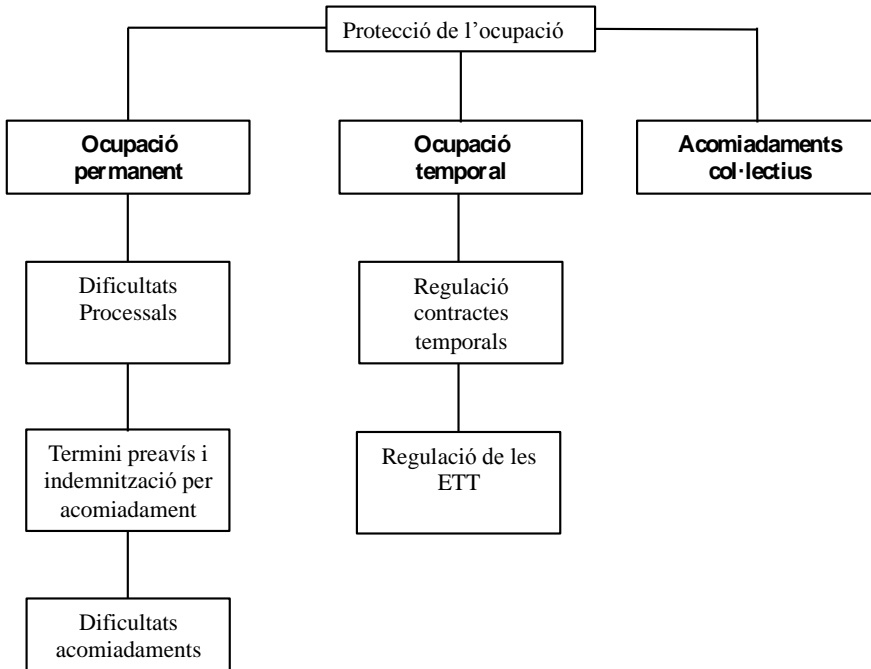 Protecció de l’ocupació
Ocupació
permanent
Ocupació
temporal
Acomiadaments
col·lectius
Dificultats
Processals
Regulació
contractes
temporals
Termini preavís i
indemnització per
acomiadament
Regulació de les
ETT
Dificultats
acomiadaments